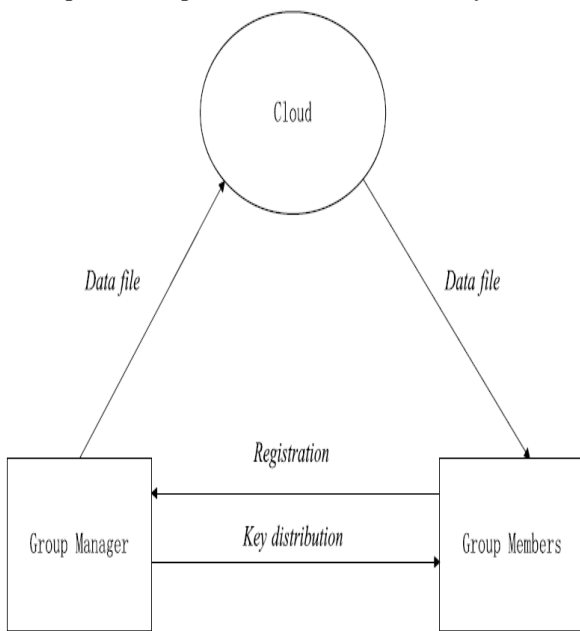 Cloud
Data file
Data file
Registration
Key distribution
Group Manager
Group Members